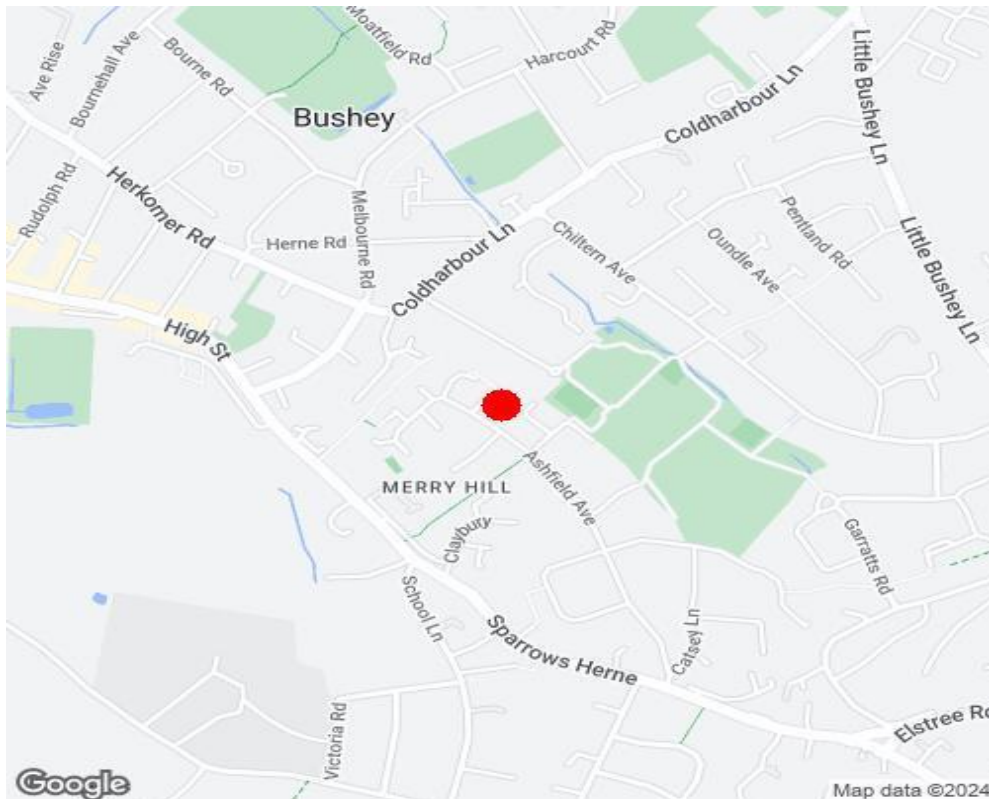 Moatfield Rd
Harcourt Rd
Ave Rise
Bournehall Ave
Bourne Rd
Little Bushey Ln
Coldharbour Ln
Bushey
Rudolph Rd
Herkomer Rd
Melbourne Rd
Herne Rd
Coldharbour Ln
Chiltern Ave
Pentland Rd
Oundle Ave
Little Bushey Ln
High St
MERRY HILL
Ashfield Ave
Claybury
Garratts Rd
School Ln
Sparrows Herne
Catsey Ln
Victoria Rd
Elstree Rd
Google
Map data ©2024